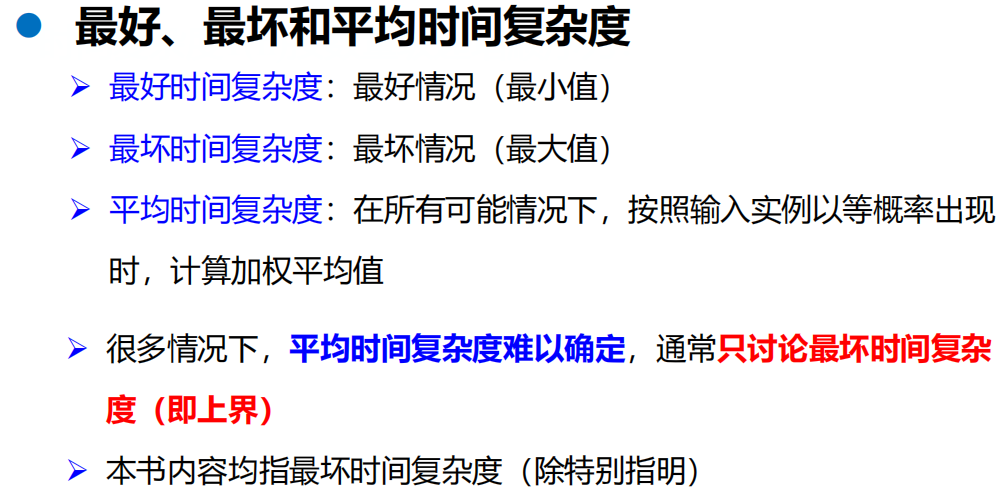 最好、最坏和平均时间复杂度
最好时间复杂度：最好情况（最小值）
最坏时间复杂度：最坏情况（最大值）
平均时间复杂度：在所有可能情况下，按照输入实例以等概率出现
时，计算加权平均值
很多情况下，平均时间复杂度难以确定，通常只讨论最坏时间复杂
度（即上界）
本书内容均指最坏时间复杂度（除特别指明）